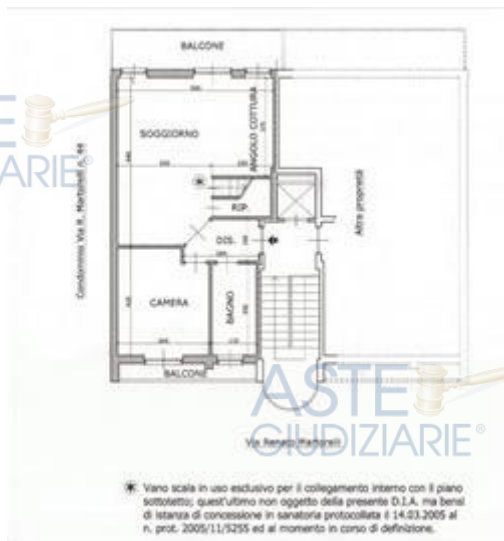 BALCONE
SOGGIORNO
ANGOLO COTTURA
RIP.
DIS.
CAMERA
BAGNO
BALCONE
Altra proprietà
Condominio Via R. Martorelli n. 94
Via Renato Martorelli
ASTE
GIUDIZIARIE®
E
ARIE®
* Vano scala in uso esclusivo per il collegamento interno con il piano
sottotetto; quest'ultimo non oggetto della presente D.I.A. ma bensì
di istanza di concessione in sanatoria protocollata il 14.03.2005 al
n. prot. 2005/11/5255 ed al momento in corso di definizione.